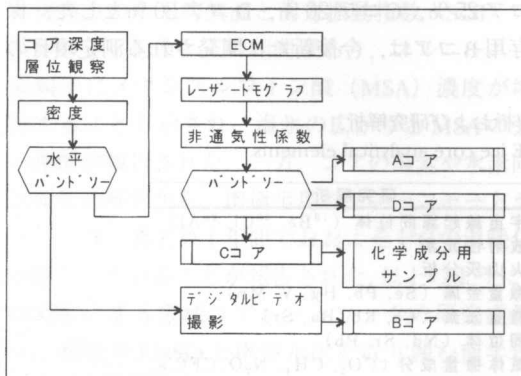 コア深度
層位観察
密度
水平
バンドソー
ECM
レーザートモグラフ
非通気性係数
バンドソー
Aコア
Dコア
Cコア
化学成分用
サンプル
デジタルビデオ
撮影
Bコア